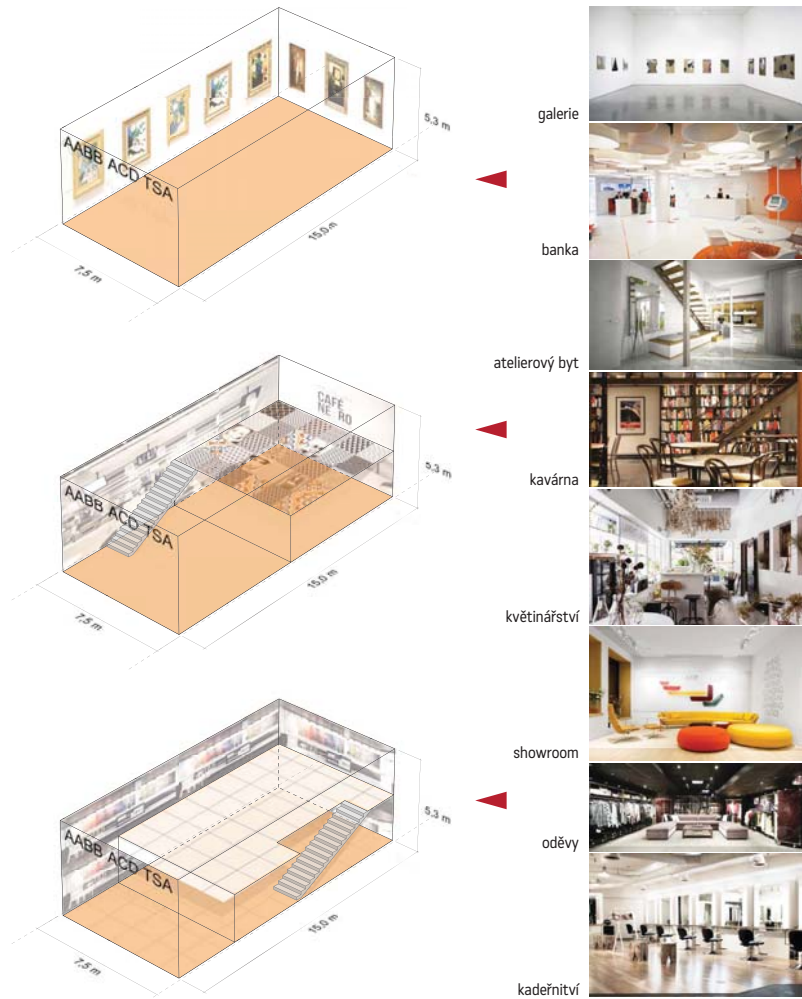 AABB ACD TSA
5,3 m
15,0 m
7,5 m
galerie
banka
atelierový byt
CAFÉ
NE RO
AABB ACD TSA
5,3 m
15,0 m
7,5 m
kavárna
květinářství
showroom
AABB ACD TSA
5,3 m
15,0 m
7,5 m
oděvy
kadeřnitví